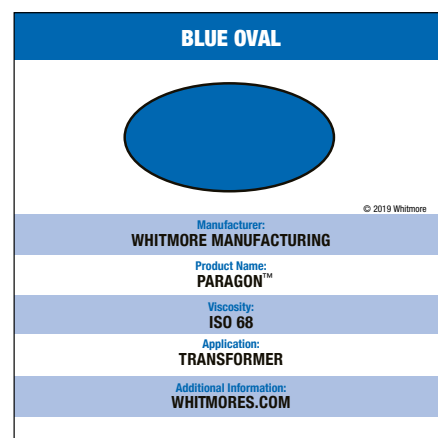 BLUE OVAL
© 2019 Whitmore
Manufacturer:
WHITMORE MANUFACTURING
Product Name:
PARAGON™
Viscosity:
ISO 68
Application:
TRANSFORMER
Additional Information:
WHITMORES.COM